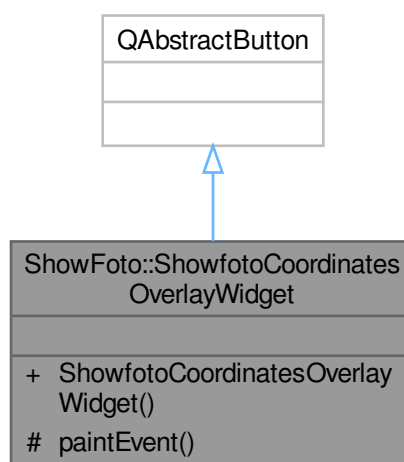 QAbstractButton
ShowFoto::ShowfotoCoordinates
OverlayWidget
+ ShowfotoCoordinatesOverlay
Widget()
# paintEvent()